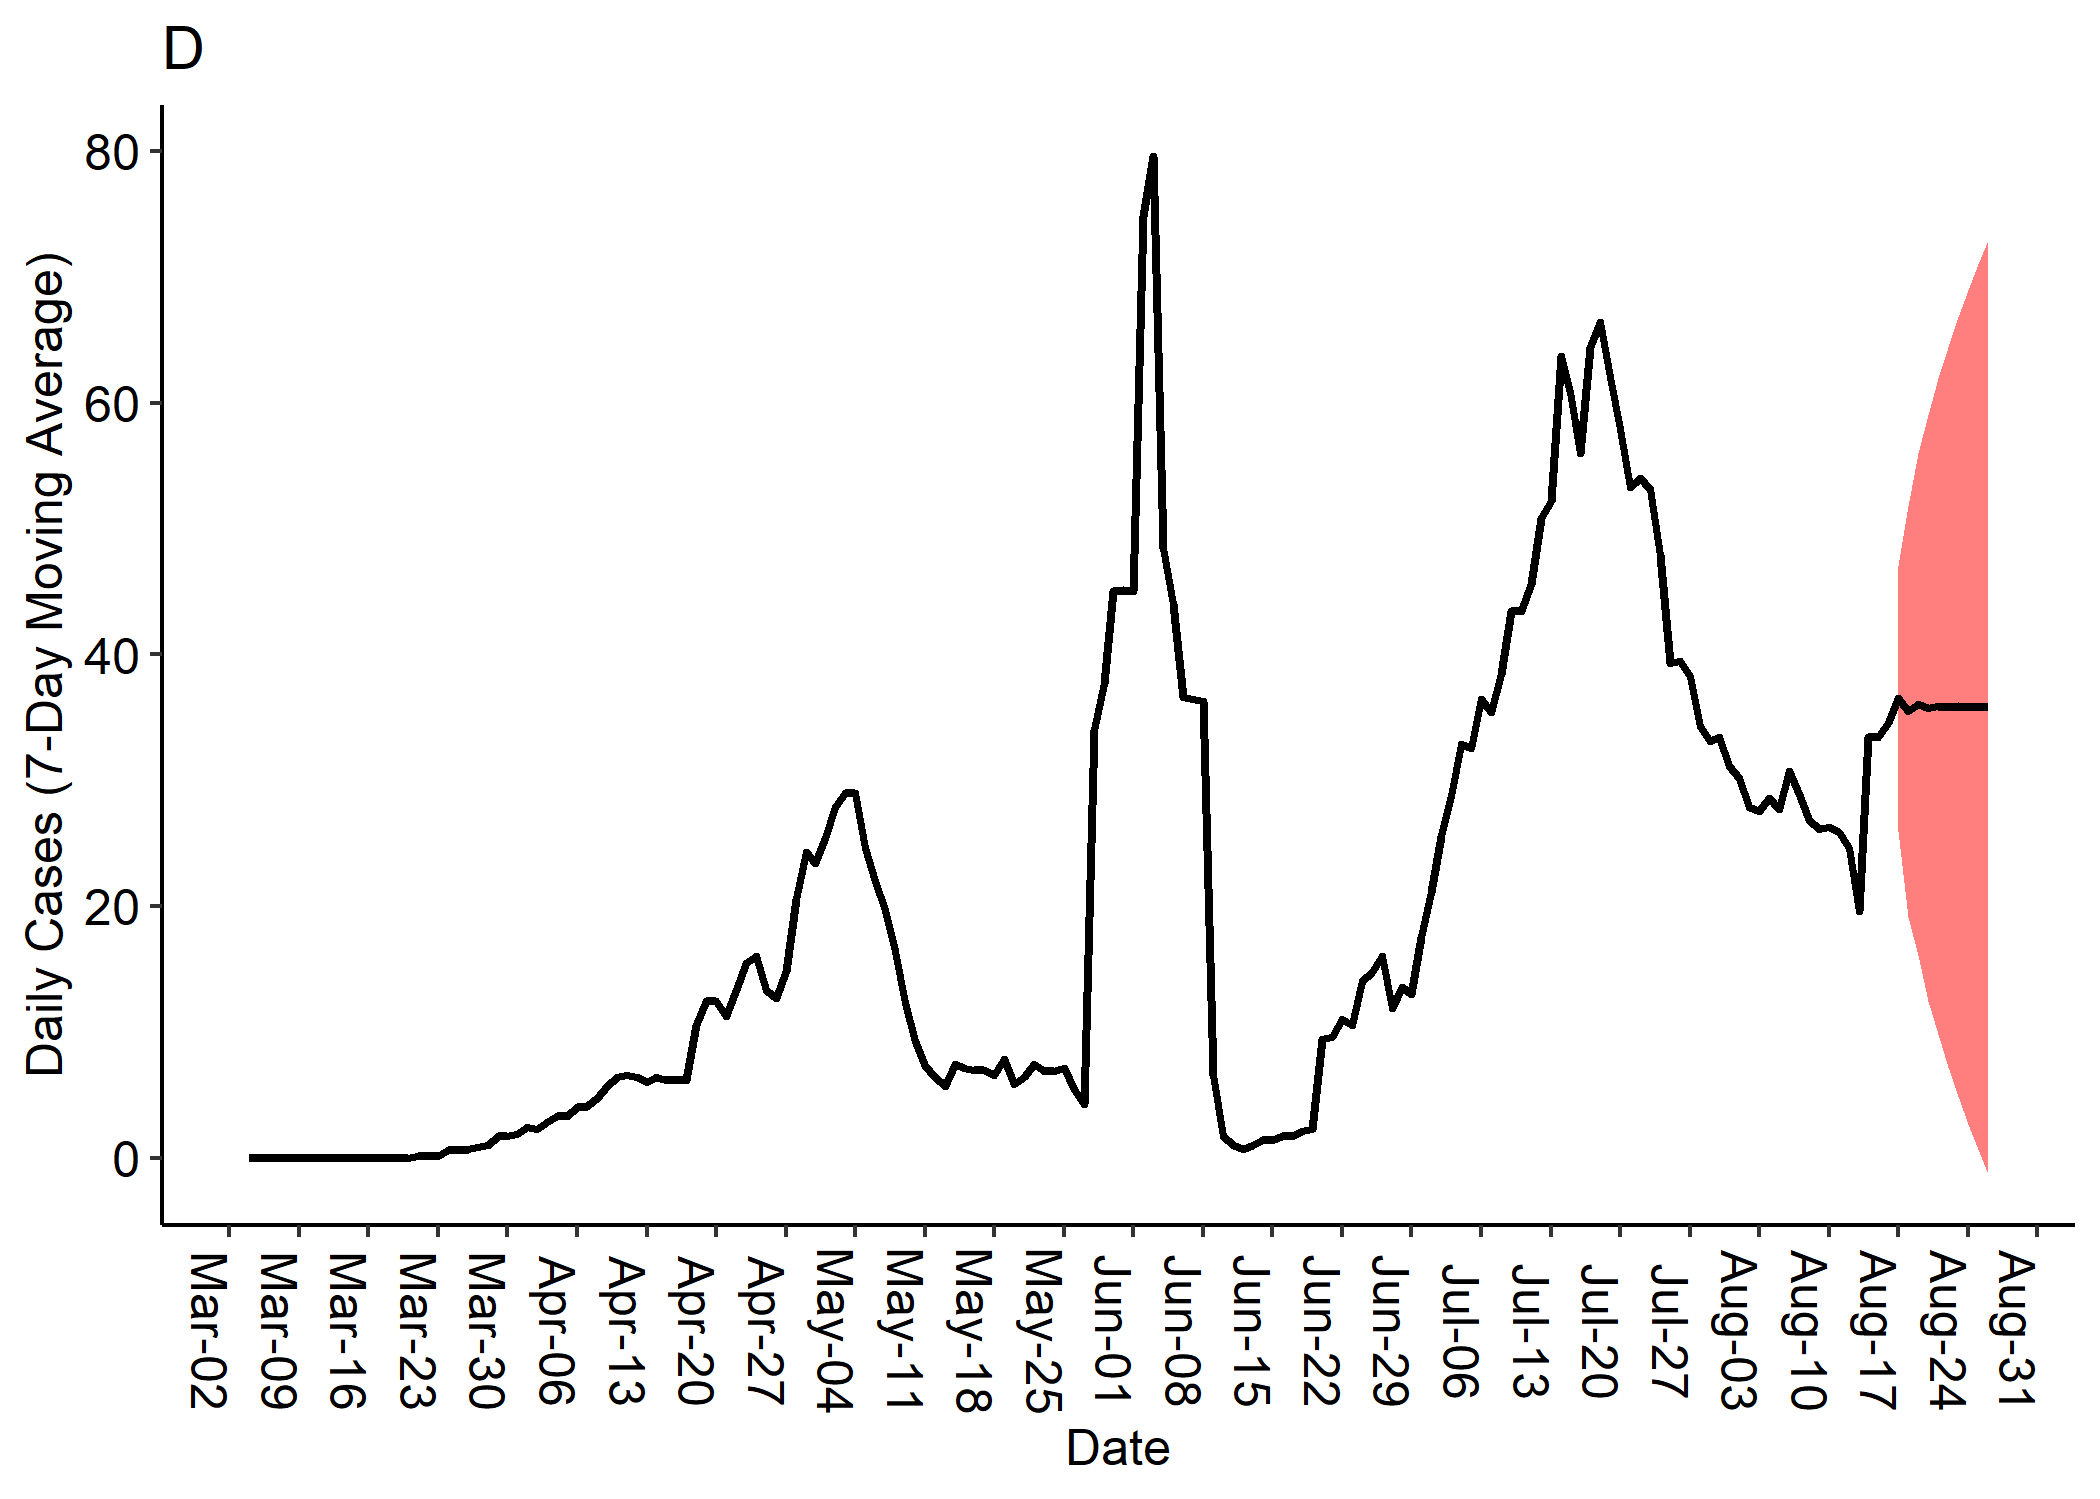 D
Daily Cases (7-Day Moving Average)
80
60
40
20
0
Mar-02
Mar-09
Mar-16
Mar-23
Mar-30
Apr-06
Apr-13
Apr-20
Apr-27
May-04
May-11
May-18
May-25
Jun-01
Jun-08
Jun-15
Jun-22
Jun-29
Jul-06
Jul-13
Jul-20
Jul-27
Aug-03
Aug-10
Aug-17
Aug-24
Aug-31
Date